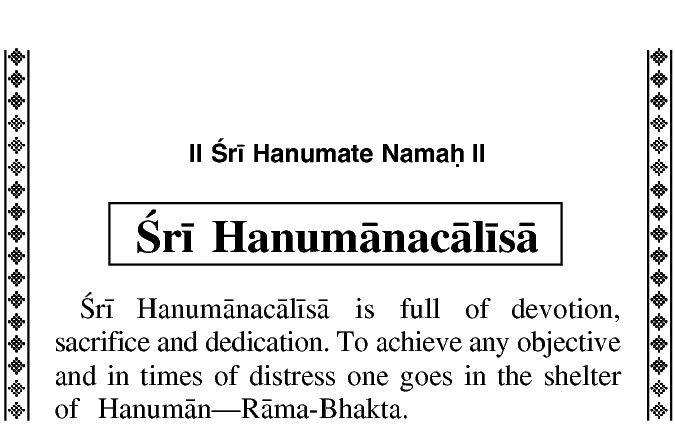 II Śrī Hanumate Namaḥ II
Śrī Hanumānacālīsā
Śrī Hanumānacālīsā is full of devotion,
sacrifice and dedication. To achieve any objective
and in times of distress one goes in the shelter
of Hanumān—Rāma-Bhakta.